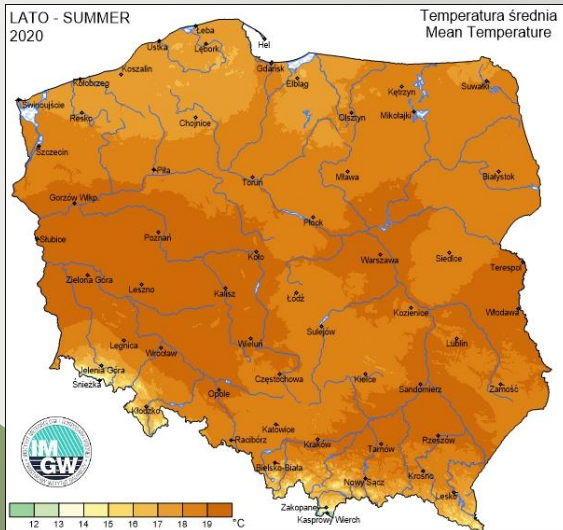 LATO - SUMMER
2020
Temperatura średnia
Mean Temperature
Łeba
Hel
Ustka
Lębork
Gdańsk
Koszalin
Kołobrzeg
Elbląg
Kętrzyn
Suwałki
Świnoujście
Resko
Chojnice
Olsztyn
Mikołajki
Szczecin
Piła
Toruń
Mława
Białystok
Gorzów Wlkp.
Płock
Słubice
Poznań
Koło
Warszawa
Siedlce
Terespol
Zielona Góra
Leszno
Kalisz
Łódź
Kozienice
Włodawa
Sulejów
Legnica
Wrocław
Wieluń
Lublin
Jelenia Góra
Śnieżka
Częstochowa
Kielce
Sandomierz
Zamość
Opole
Kłodzko
Katowice
Racibórz
Kraków
Tarnów
Rzeszów
Bielsko-Biała
Nowy Sącz
Krosno
Lesko
Zakopane
Kasprowy Wierch
IM
GW
12 13 14 15 16 17 18 19 °C